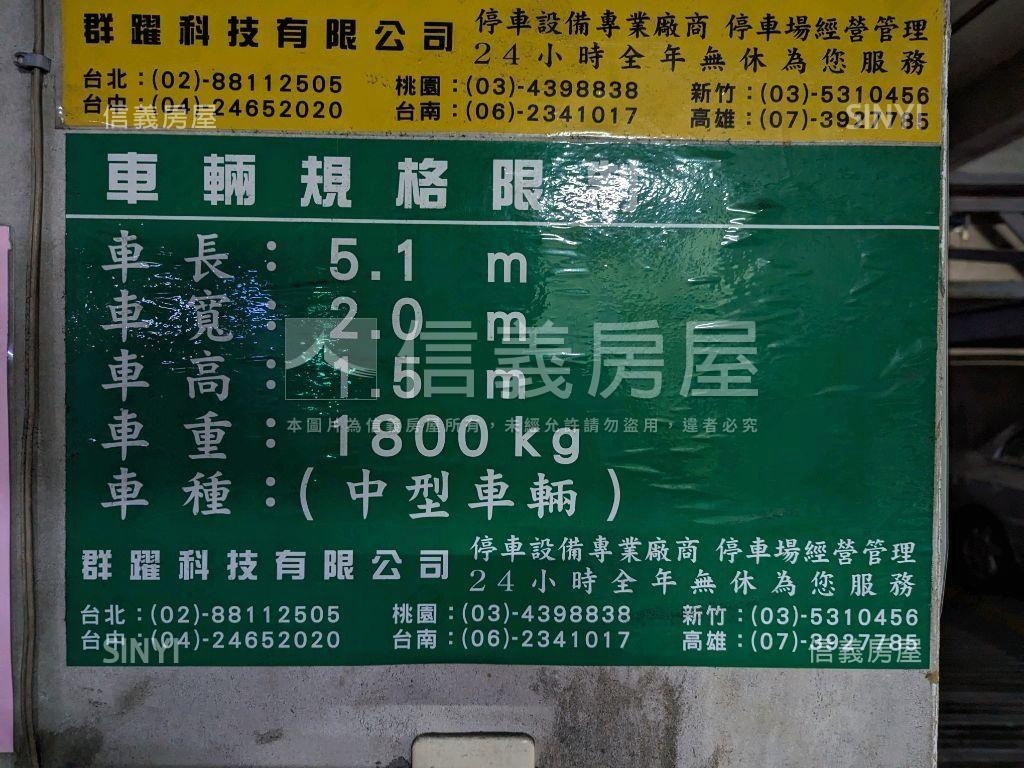 群躍科技有限公司 停車設備專業廠商 停車場經營管理
24小時全年無休為您服務
台北：(02)-88112505 桃園：(03)-4398838 新竹：(03)-5310456
台中：(04)-24652020 台南：(06)-2341017 高雄：(07)-3927785
信義房屋 SINYI
車輛規格限
車長：5.1 m
車寬：2.0 m
車高：1.5 m
信義房屋
本圖片為信義房屋所有，未經允許請勿盜用，違者必究
車重：1800kg
車種：(中型車輛)
群躍科技有限公司 停車設備專業廠商 停車場經營管理
24小時全年無休為您服務
台北：(02)-88112505 桃園：(03)-4398838 新竹：(03)-5310456
台中：(04)-24652020 台南：(06)-2341017 高雄：(07)-3927785
SINYI 信義房屋